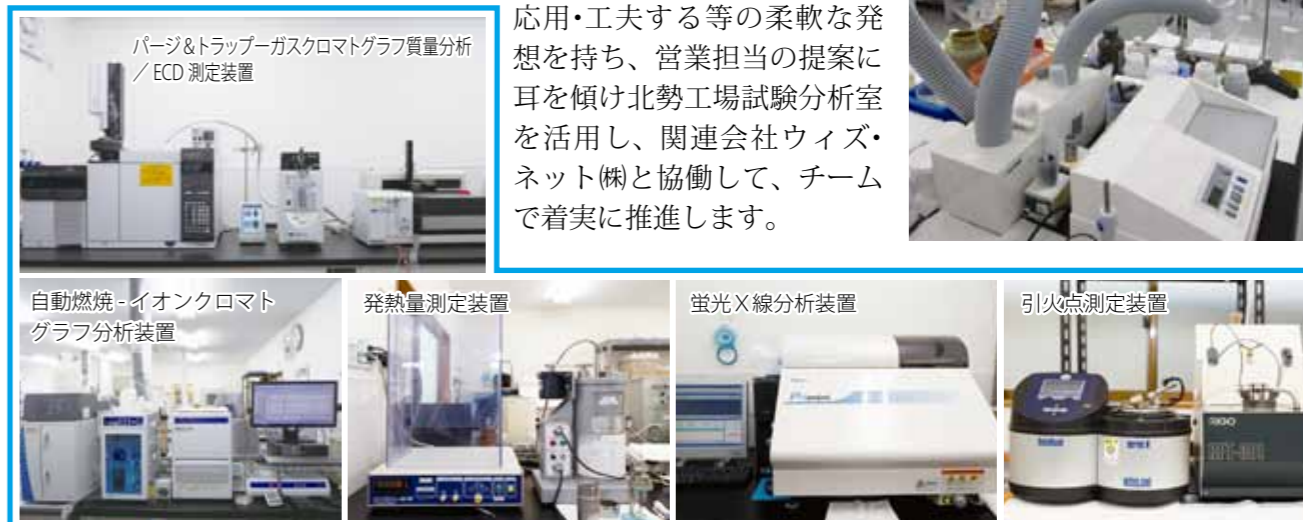 パージ＆トラップーガスクロマトグラフ質量分析
／ECD 測定装置
応用・工夫する等の柔軟な発
想を持ち、営業担当の提案に
耳を傾け北勢工場試験分析室
を活用し、関連会社ウィズ・
ネット㈱と協働して、チーム
で着実に推進します。
自動燃焼 - イオンクロマト
グラフ分析装置
発熱量測定装置
蛍光Ｘ線分析装置
引火点測定装置